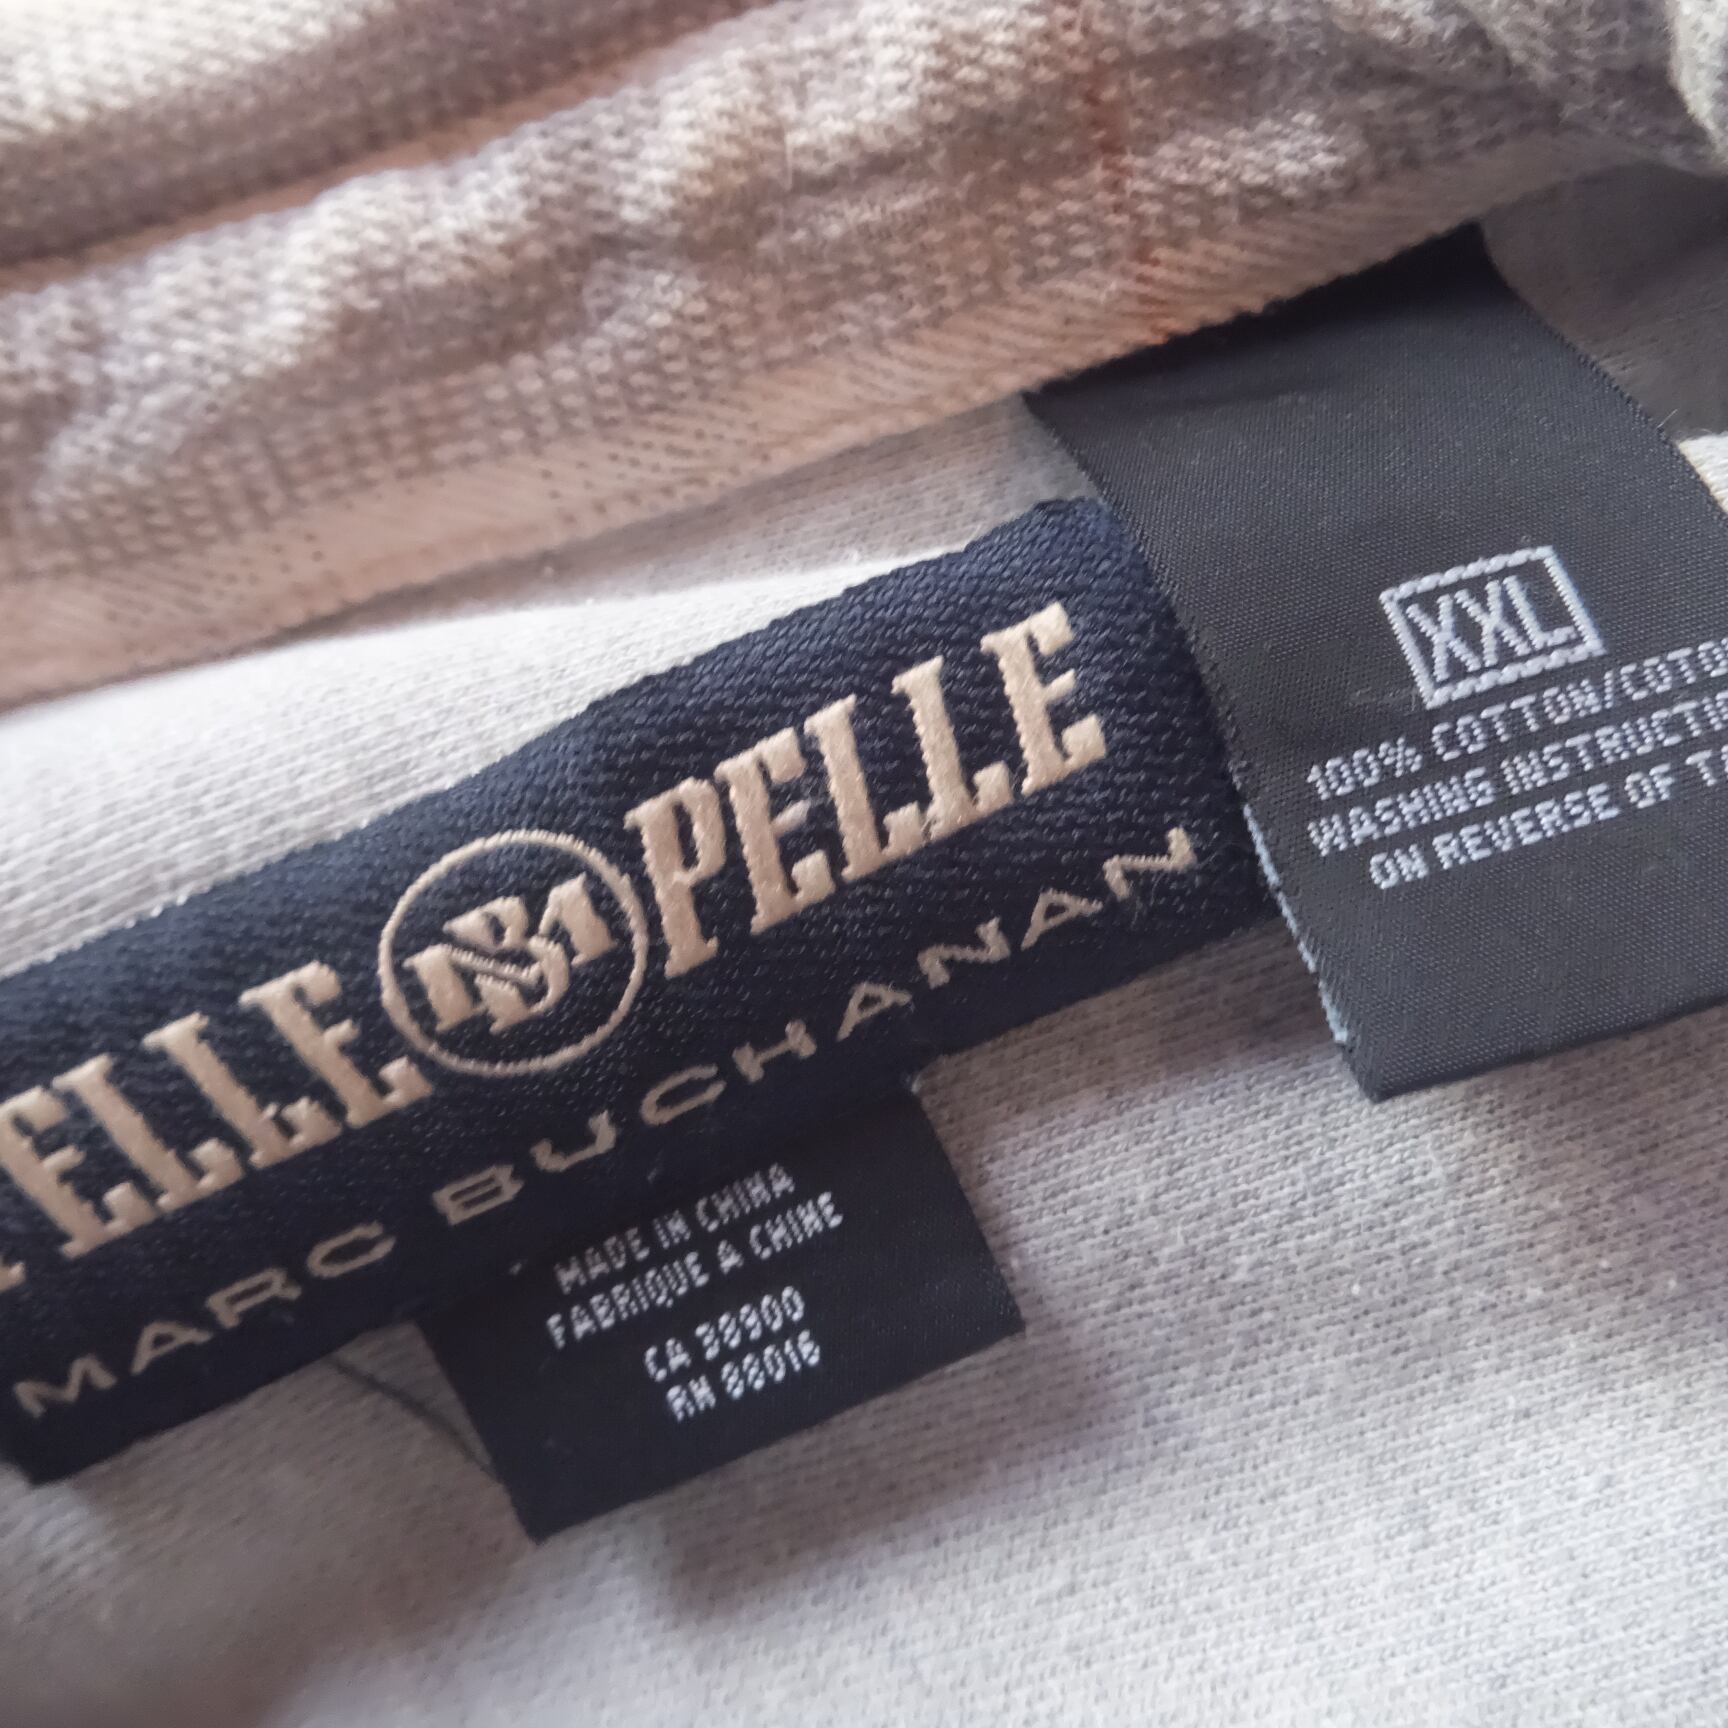 ELLE MB PELLE
MARC BUCHANAN
MADE IN CHINA
FABRIQUE A CHINE
CA
RN 88016
XXL
100% COTTON/COTO
WASHING INSTRUCTI
ON REVERSE OF TA